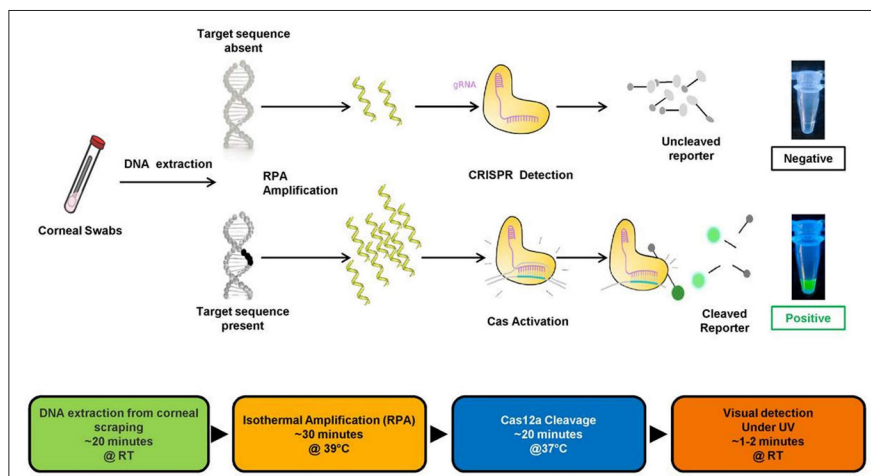 Target sequence
absent
gRNA
DNA extraction
RPA
Amplification
CRISPR Detection
Uncleaved
reporter
Negative
Corneal Swabs
Target sequence
present
Cas Activation
Cleaved
Reporter
Positive
DNA extraction from corneal
scraping
~20 minutes
@ RT
Isothermal Amplification (RPA)
~30 minutes
@ 39°C
Cas12a Cleavage
~20 minutes
@37°C
Visual detection
Under UV
~1-2 minutes
@ RT